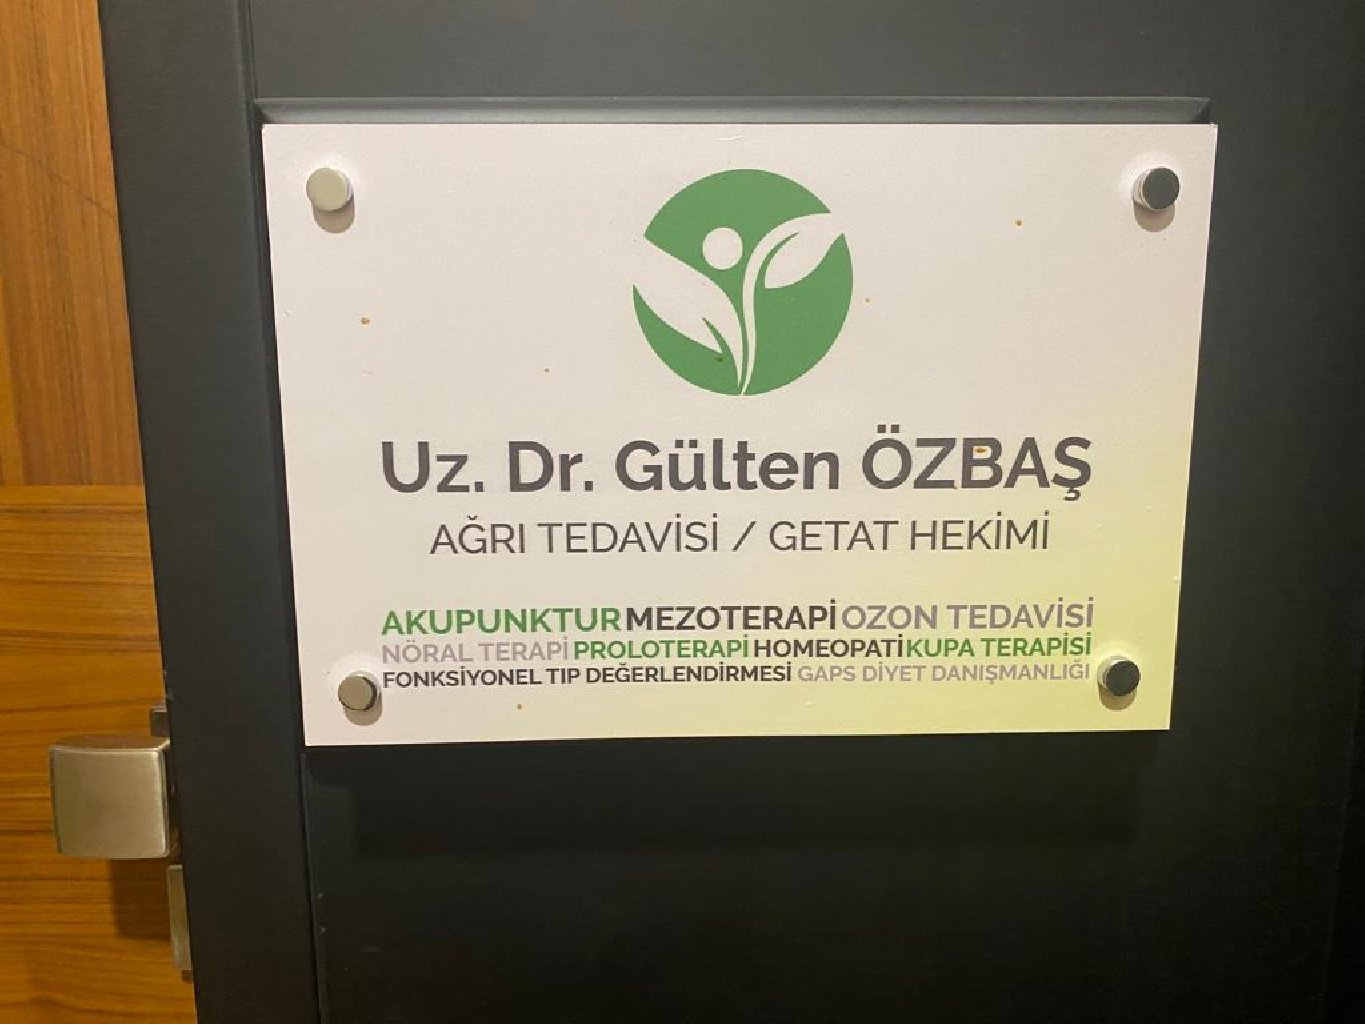 Uz. Dr. Gülten ÖZBAŞ
AĞRI TEDAVİSİ / GETAT HEKİMİ
AKUPUNKTUR MEZOTERAPİ OZON TEDAVİSİ
NÖRAL TERAPİ PROLOTERAPİ HOMEOPATİ KUPA TERAPİSİ
FONKSİYONEL TIP DEĞERLENDİRMESİ GAPS DİYET DANIŞMANLIĞI